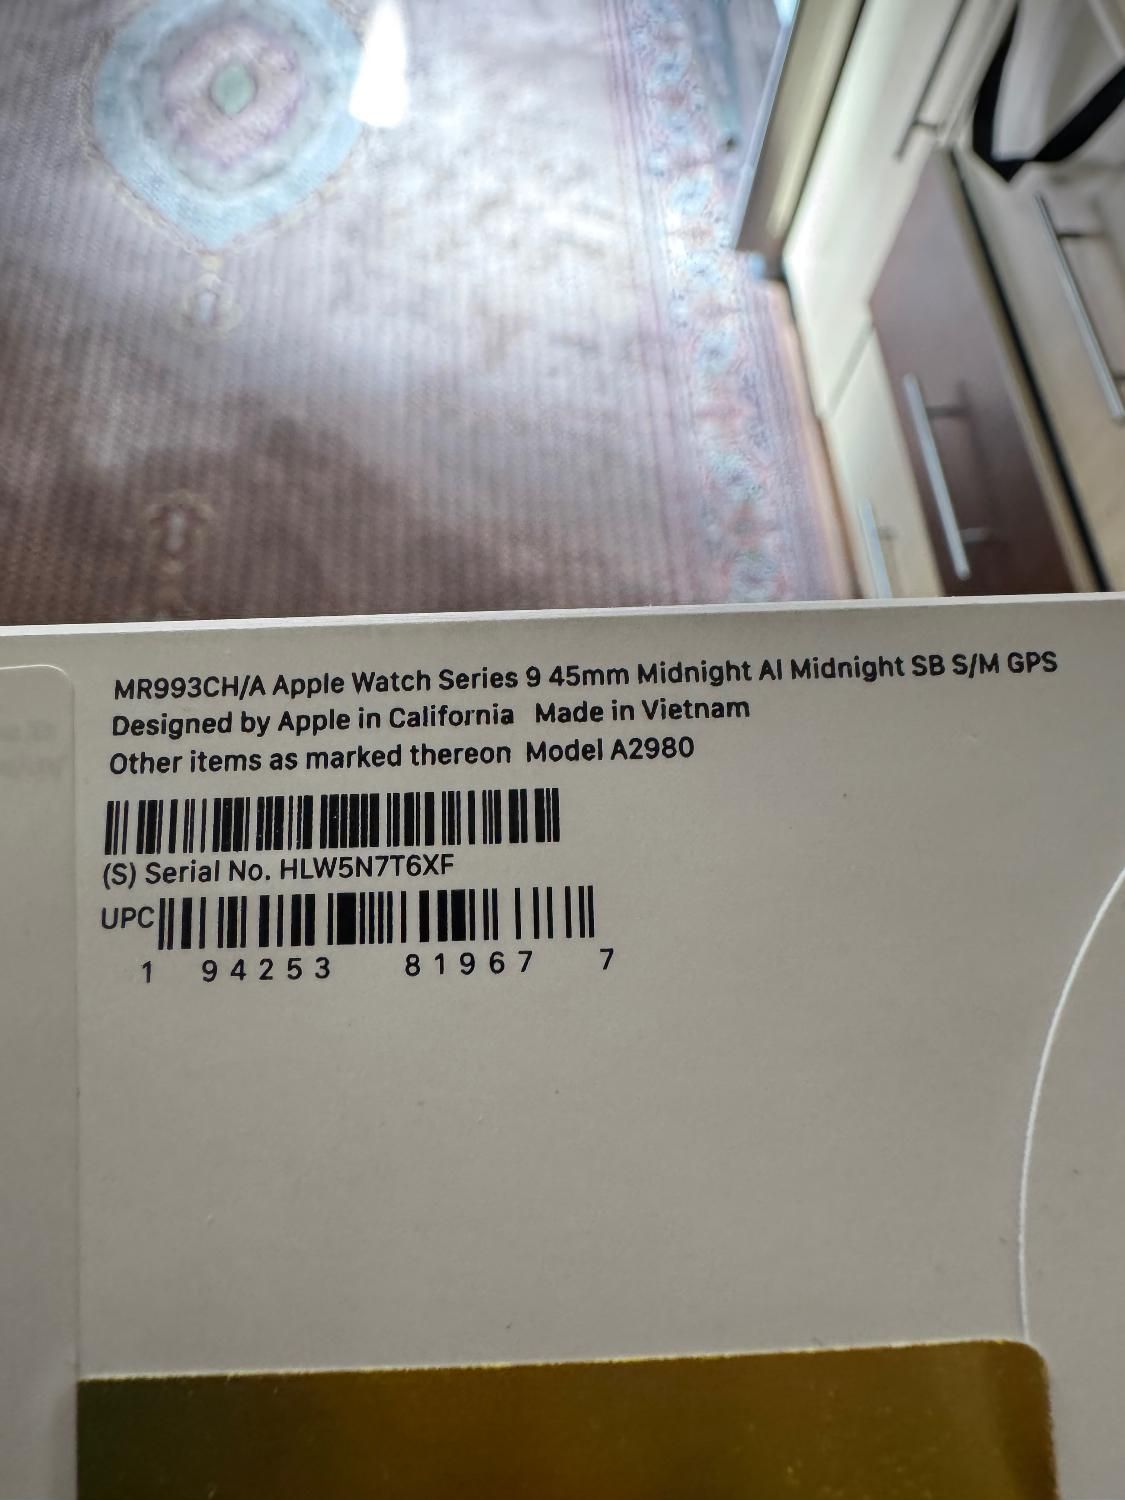 MR993CH/A Apple Watch Series 9 45mm Midnight Al Midnight SB S/M GPS
Designed by Apple in California Made in Vietnam
Other items as marked thereon Model A2980
(S) Serial No. HLW5N7T6XF
UPC
1 94253 81967 7